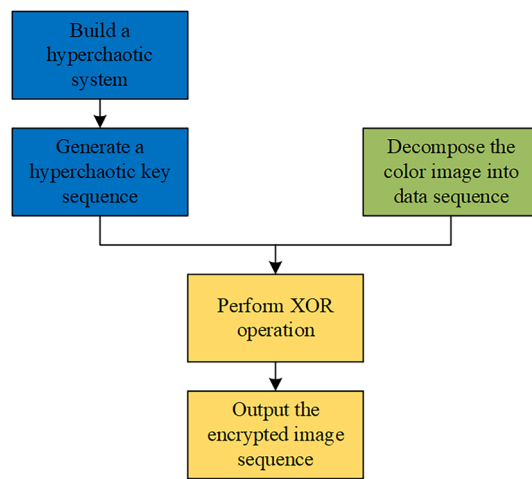 Build a
hyperchaotic
system
Generate a
hyperchaotic key
sequence
Decompose the
color image into
data sequence
Perform XOR
operation
Output the
encrypted image
sequence